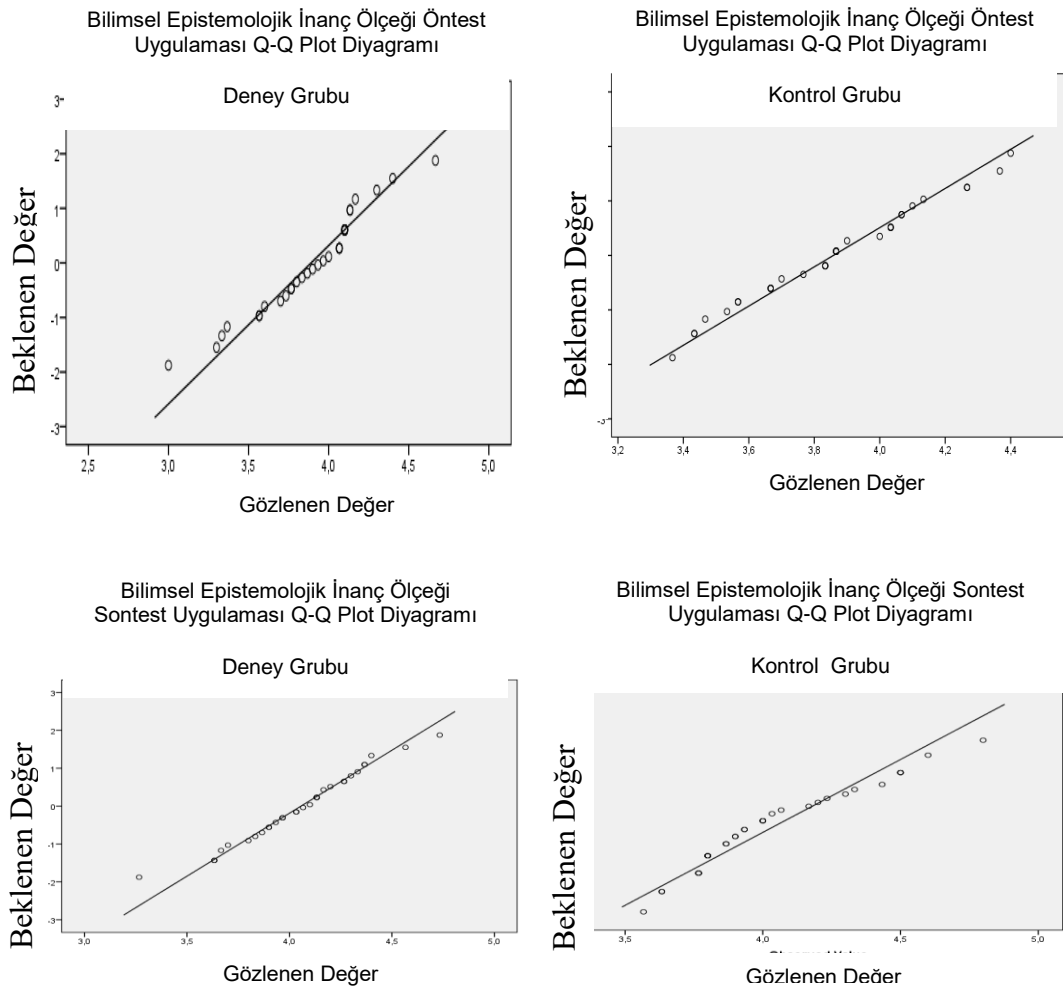 Bilimsel Epistemolojik İnanç Ölçeği Öntest
Uygulaması Q-Q Plot Diyagramı
Deney Grubu
3
2
1
0
-1
-2
-3
Beklenen Değer
2,5 3,0 3,5 4,0 4,5 5,0
Gözlenen Değer
Bilimsel Epistemolojik İnanç Ölçeği Öntest
Uygulaması Q-Q Plot Diyagramı
Kontrol Grubu
Beklenen Değer
-3
3,2 3,4 3,6 3,8 4,0 4,2 4,4
Gözlenen Değer
Bilimsel Epistemolojik İnanç Ölçeği
Sontest Uygulaması Q-Q Plot Diyagramı
Deney Grubu
3
2
1
0
-1
-2
-3
Beklenen Değer
3,0 3,5 4,0 4,5 5,0
Gözlenen Değer
Bilimsel Epistemolojik İnanç Ölçeği Sontest
Uygulaması Q-Q Plot Diyagramı
Kontrol Grubu
Beklenen Değer
3,5 4,0 4,5 5,0
Gözlenen Değer